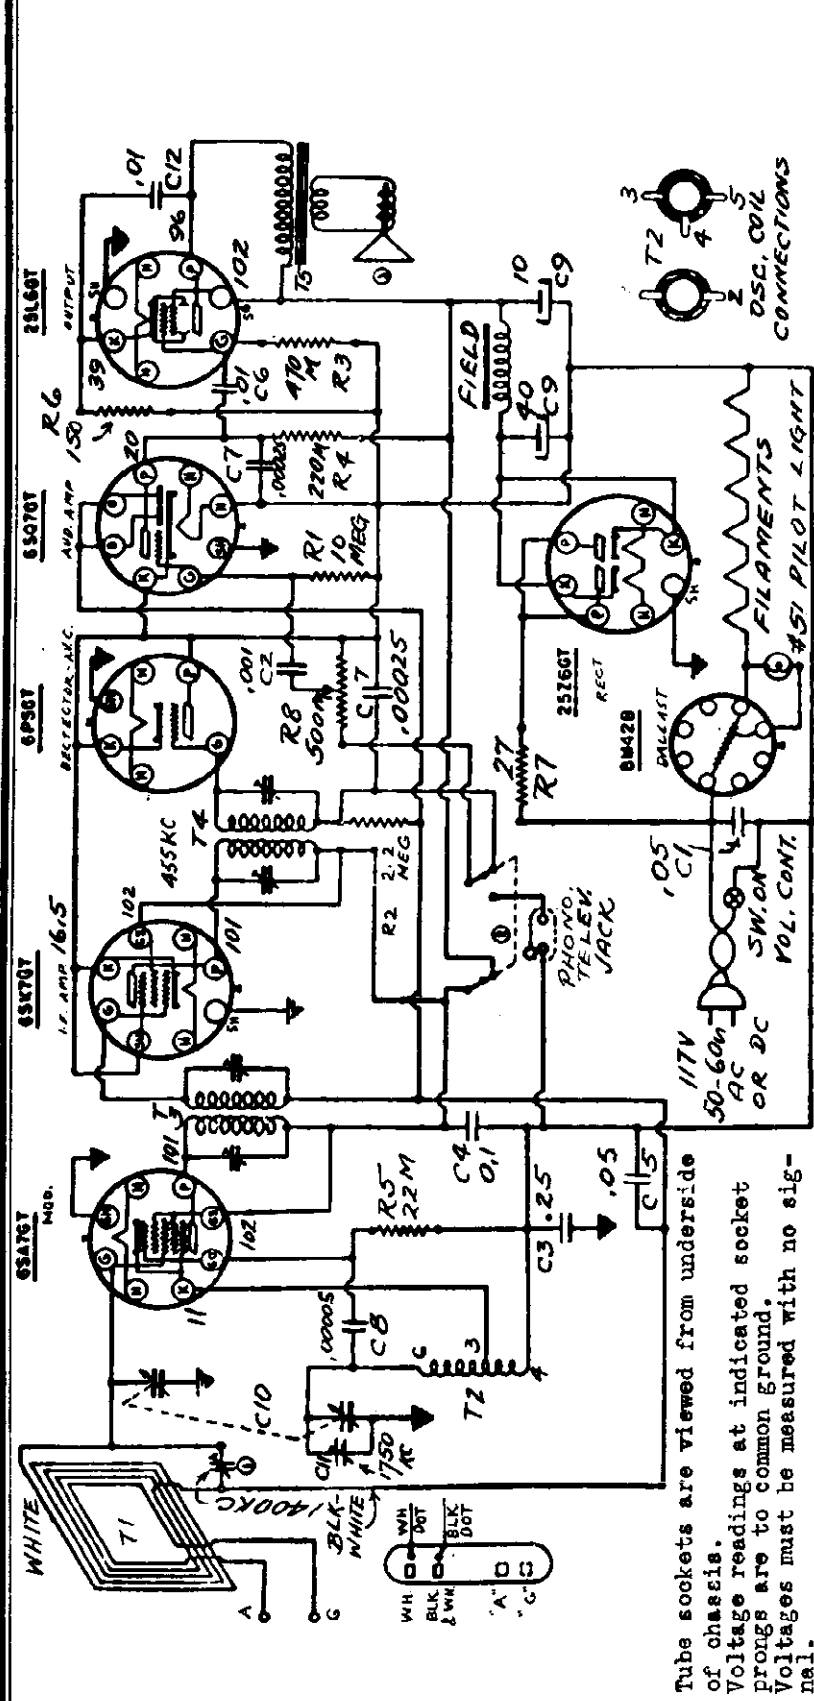 6SA7GT
MOD.
6SK7GT
I.F. AMP.
6P5GT
6SQ7GT
AUD. AMP
25L6GT
OUTPUT
WHITE
T1
A
G
1400KC
BLK-
WHITE
C10
C11
1750
KC
11
101
102
T3
16.5
102
101
455KC
T4
.001
C2
R8
C7
.00025
R2
2.2
MEG
20
R6
150
39
C7
.00025
220M
R4
R1
10
MEG
.01
C6
470
M
R3
96
102
.01
C12
T5
.00005
C8
R5
22M
T2
3
4
C3 .25
C4
0.1
.05
C5
PHONO.
TELEV.
JACK
27
R7
25Z6GT
RECT
FIELD
40
C9
10
C9
BALLAST
.05
C1
SW. ON
VOL. CONT.
117V
50-60~
AC
OR DC
FILAMENTS
#51 PILOT LIGHT
T2
3
5
4
2
OSC. COIL
CONNECTIONS
WH.
BLK
& WH.
WH
DOT
BLK.
DOT
"A"
"G"
Tube sockets are viewed from underside
of chassis.
Voltage readings at indicated socket
prongs are to common ground.
Voltages must be measured with no sig-
nal.